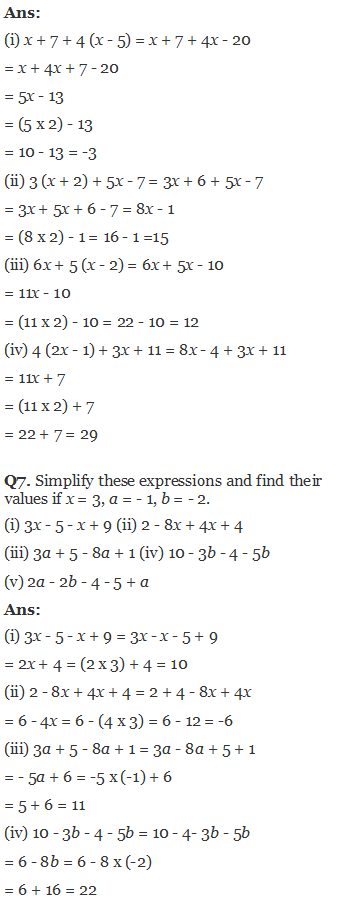 Ans:
(i) x + 7 + 4 (x - 5) = x + 7 + 4x - 20
= x + 4x + 7 - 20
= 5x - 13
= (5 x 2) - 13
= 10 - 13 = -3
(ii) 3 (x + 2) + 5x - 7 = 3x + 6 + 5x - 7
= 3x + 5x + 6 - 7 = 8x - 1
= (8 x 2) - 1 = 16 - 1 =15
(iii) 6x + 5 (x - 2) = 6x + 5x - 10
= 11x - 10
= (11 x 2) - 10 = 22 - 10 = 12
(iv) 4 (2x - 1) + 3x + 11 = 8x - 4 + 3x + 11
= 11x + 7
= (11 x 2) + 7
= 22 + 7 = 29
Q7. Simplify these expressions and find their
values if x = 3, a = - 1, b = - 2.
(i) 3x - 5 - x + 9 (ii) 2 - 8x + 4x + 4
(iii) 3a + 5 - 8a + 1 (iv) 10 - 3b - 4 - 5b
(v) 2a - 2b - 4 - 5 + a
Ans:
(i) 3x - 5 - x + 9 = 3x - x - 5 + 9
= 2x + 4 = (2 x 3) + 4 = 10
(ii) 2 - 8x + 4x + 4 = 2 + 4 - 8x + 4x
= 6 - 4x = 6 - (4 x 3) = 6 - 12 = -6
(iii) 3a + 5 - 8a + 1 = 3a - 8a + 5 + 1
= - 5a + 6 = -5 x (-1) + 6
= 5 + 6 = 11
(iv) 10 - 3b - 4 - 5b = 10 - 4- 3b - 5b
= 6 - 8b = 6 - 8 x (-2)
= 6 + 16 = 22